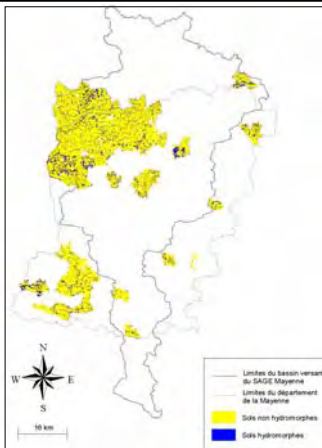 N
W E
S
16 km
Limites du bassin versant
du SAGE Mayenne
Limites du département
de la Mayenne
Sols non hydromorphes
Sols hydromorphes